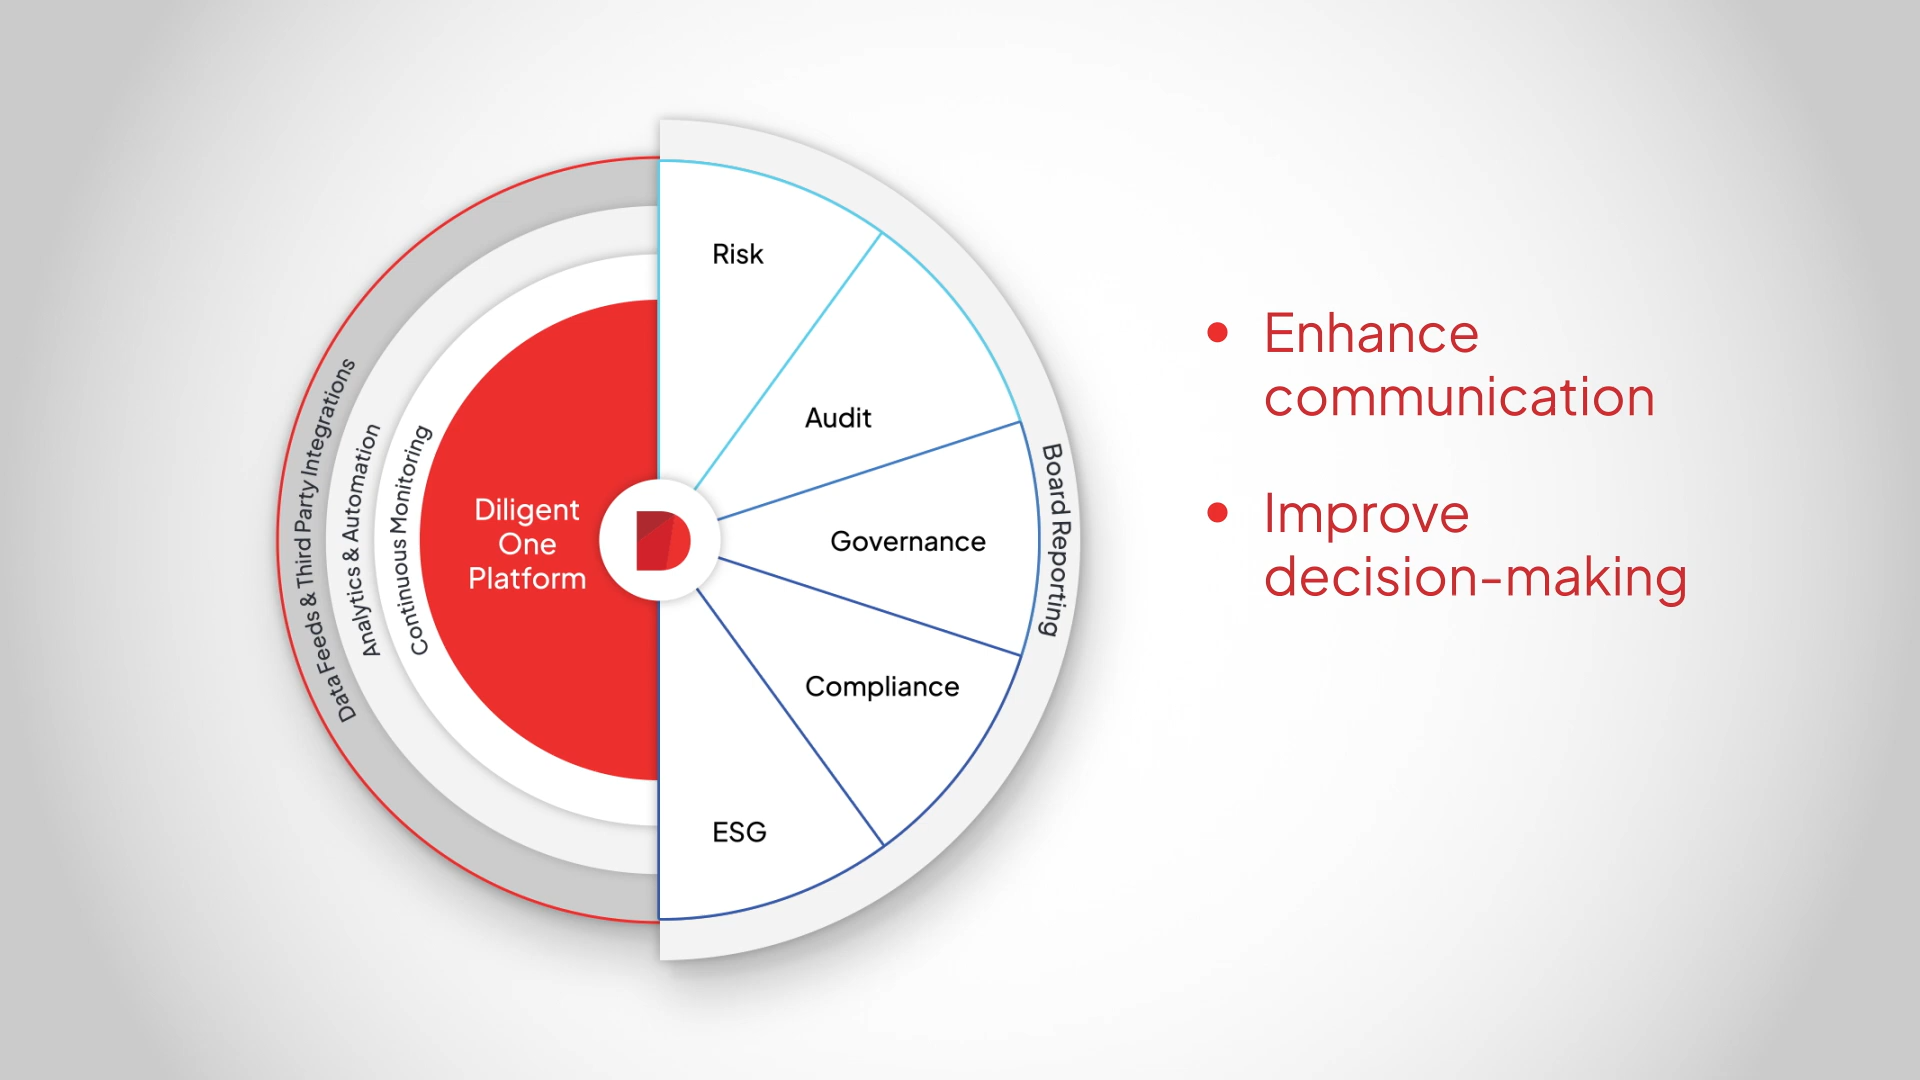 Data Feeds & Third Party Integrations
Analytics & Automation
Continuous Monitoring
Diligent
One
Platform
D
Risk
Audit
Governance
Compliance
ESG
Board Reporting
• Enhance
communication
• Improve
decision-making